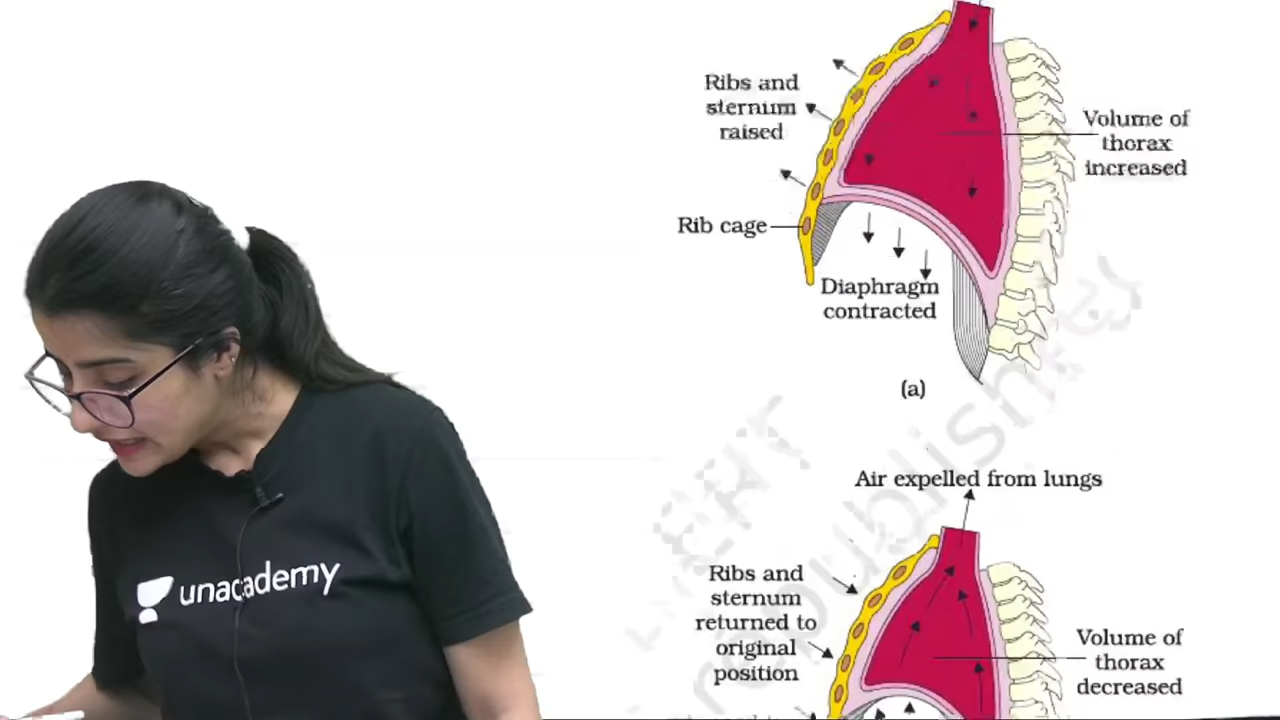 Ribs and
sternum
raised
Volume of
thorax
increased
Rib cage
Diaphragm
contracted
(a)
Air expelled from lungs
Ribs and
sternum
returned to
original
position
Volume of
thorax
decreased
unacademy
republish